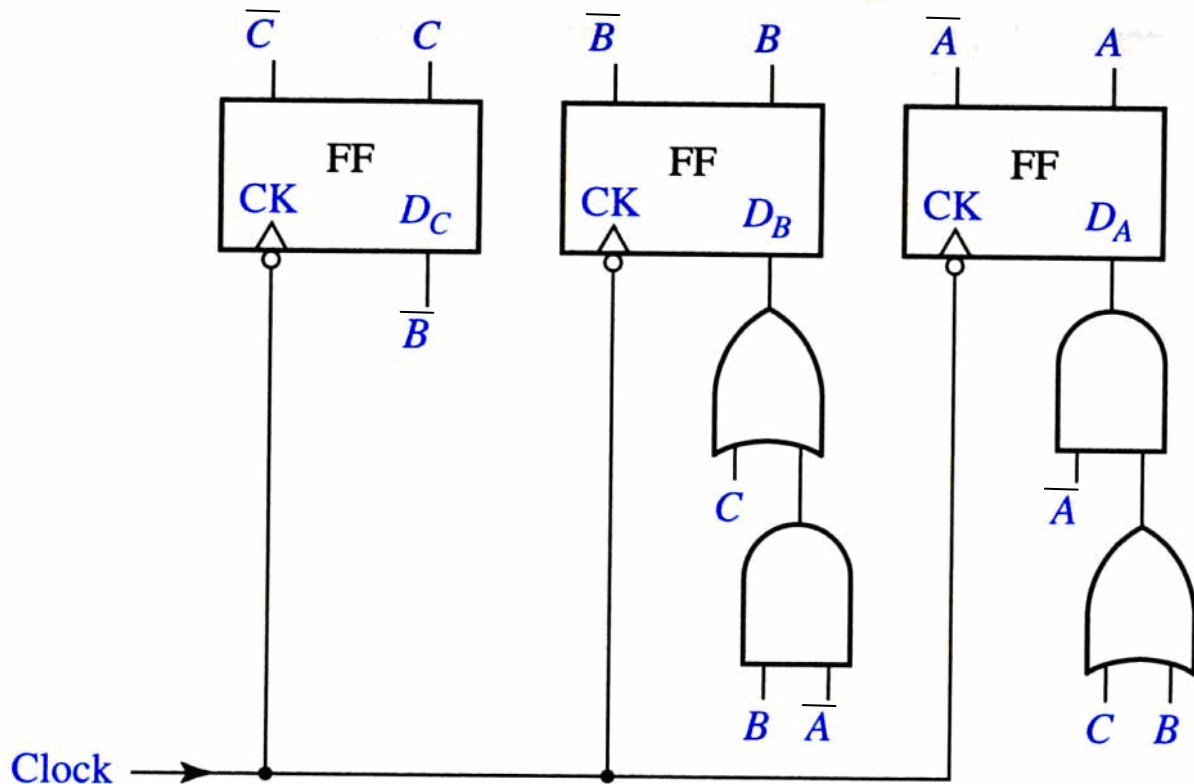 C̅ C B̅ B A̅ A
FF FF FF
CK D_C CK D_B CK D_A
B̅
C A̅
B A̅ C B
Clock